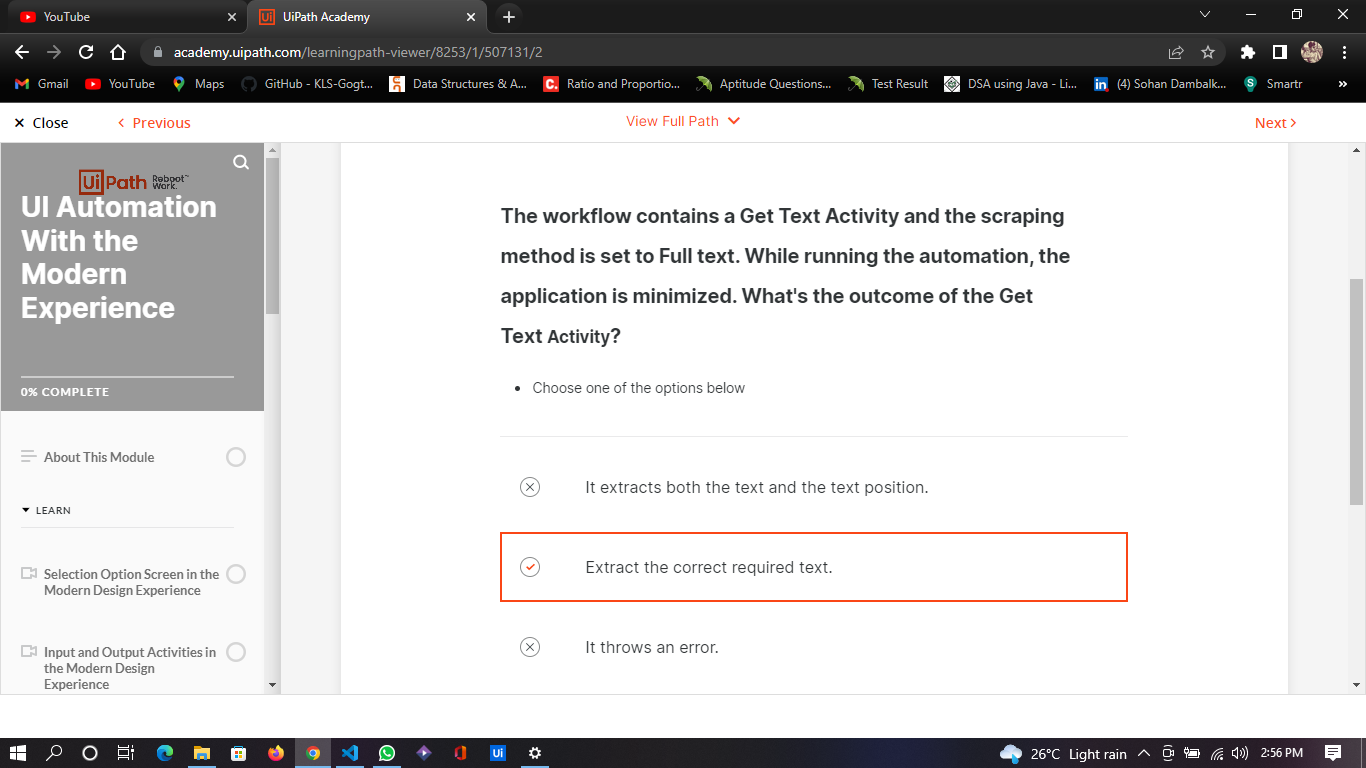 YouTube
UiPath Academy
academy.uipath.com/learningpath-viewer/8253/1/507131/2
Gmail
YouTube
Maps
GitHub - KLS-Gogt...
Data Structures & A...
Ratio and Proportio...
Aptitude Questions...
Test Result
DSA using Java - Li...
(4) Sohan Dambalk...
Smartr
»
Close
Previous
View Full Path
Next
UiPath Reboot Work.™
UI Automation
With the
Modern
Experience
0% COMPLETE
About This Module
LEARN
Selection Option Screen in the
Modern Design Experience
Input and Output Activities in
the Modern Design
Experience
The workflow contains a Get Text Activity and the scraping
method is set to Full text. While running the automation, the
application is minimized. What's the outcome of the Get
Text Activity?
• Choose one of the options below
It extracts both the text and the text position.
Extract the correct required text.
It throws an error.
26°C Light rain
2:56 PM